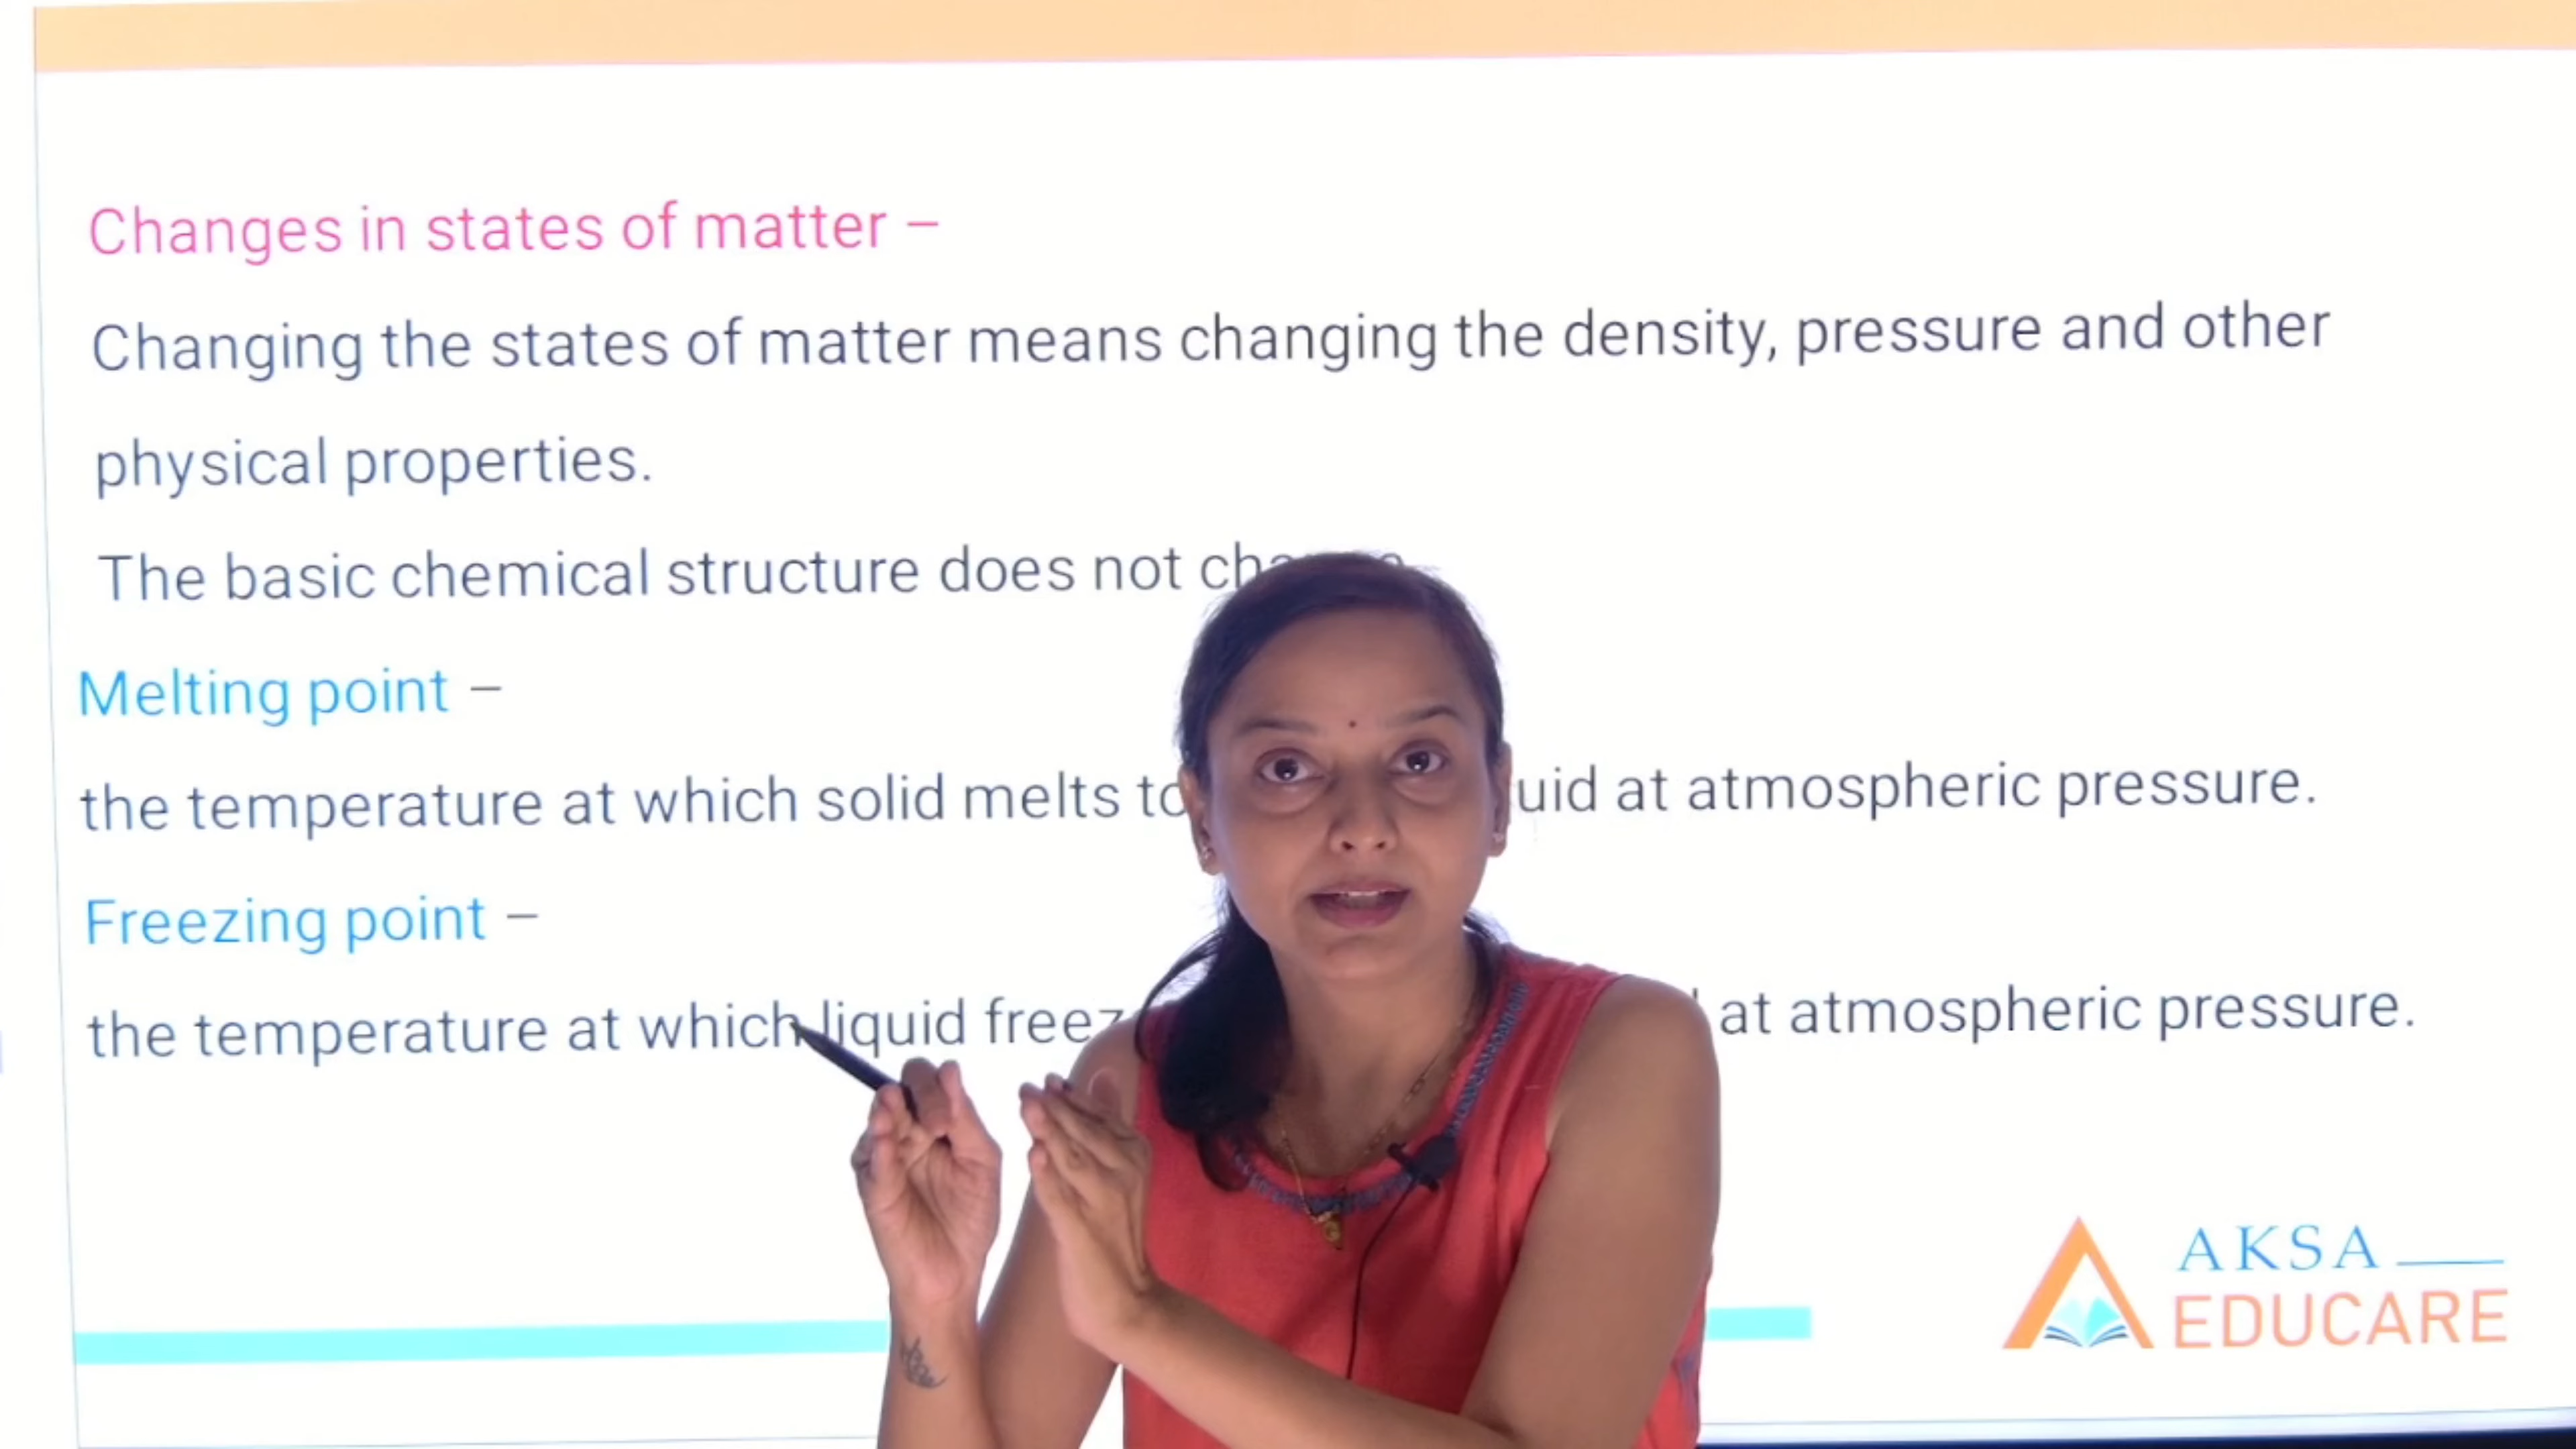 Changes in states of matter –
Changing the states of matter means changing the density, pressure and other
physical properties.
The basic chemical structure does not
Melting point –
the temperature at which solid melts to at atmospheric pressure.
Freezing point –
the temperature at which liquid at atmospheric pressure.
AKSA
EDUCARE